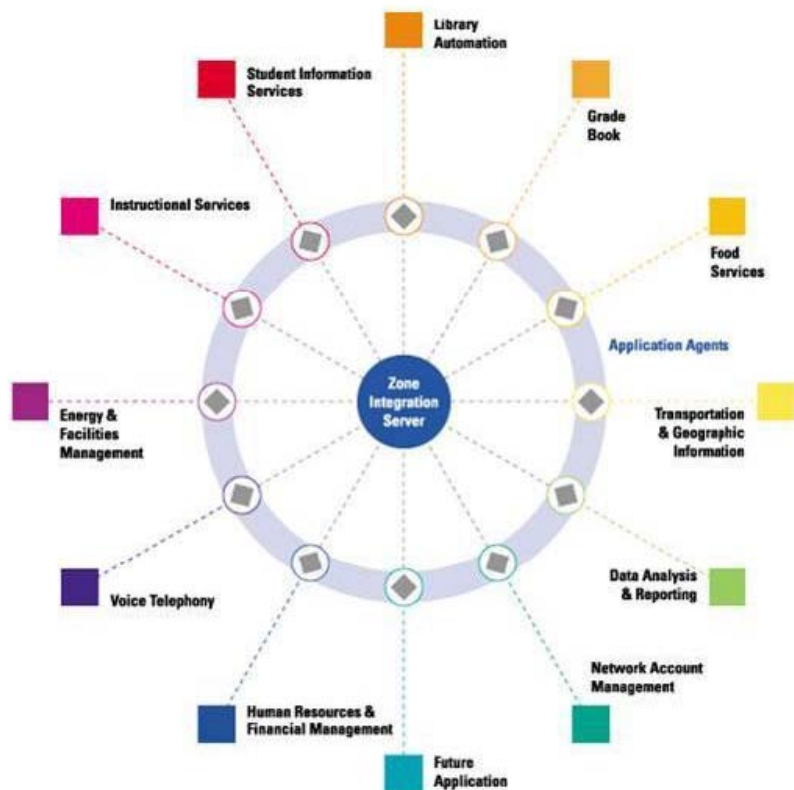 Library
Automation
Student Information
Services
Grade
Book
Instructional Services
Food
Services
Application Agents
Zone
Integration
Server
Energy &
Facilities
Management
Transportation
& Geographic
Information
Voice Telephony
Data Analysis
& Reporting
Network Account
Management
Human Resources &
Financial Management
Future
Application